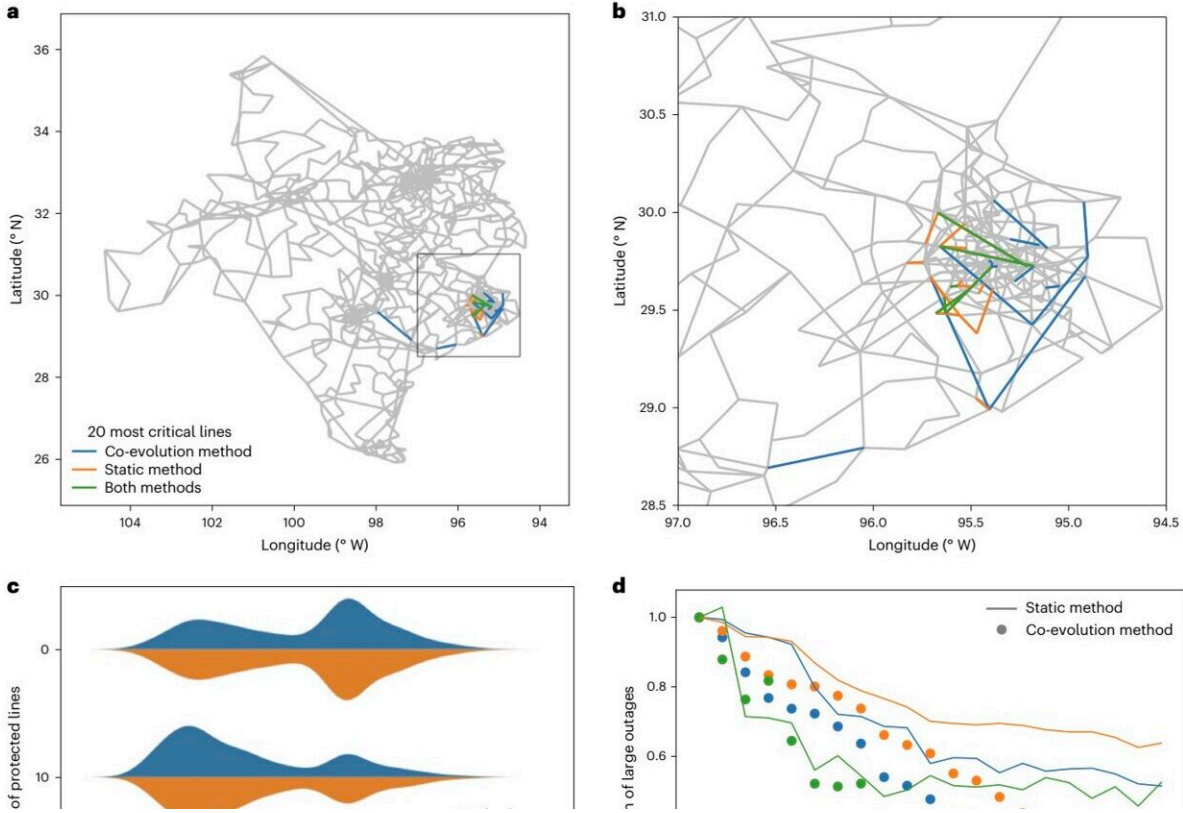 a
36
34
32
30
28
26
Latitude (° N)
20 most critical lines
Co-evolution method
Static method
Both methods
104
102
100
98
96
94
Longitude (° W)
b
31.0
30.5
30.0
29.5
29.0
28.5
Latitude (° N)
97.0
96.5
96.0
95.5
95.0
94.5
Longitude (° W)
c
0
10
of protected lines
d
1.0
0.8
0.6
of large outages
Static method
Co-evolution method